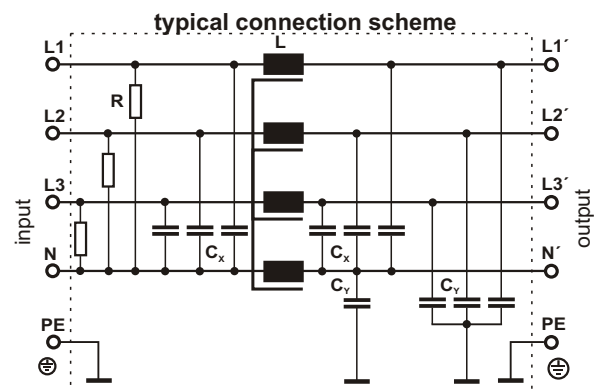 typical connection scheme
L1 L L1´
R
L2 L2´
L3 L3´
input output
Cx Cx
N CY CY N´
PE PE